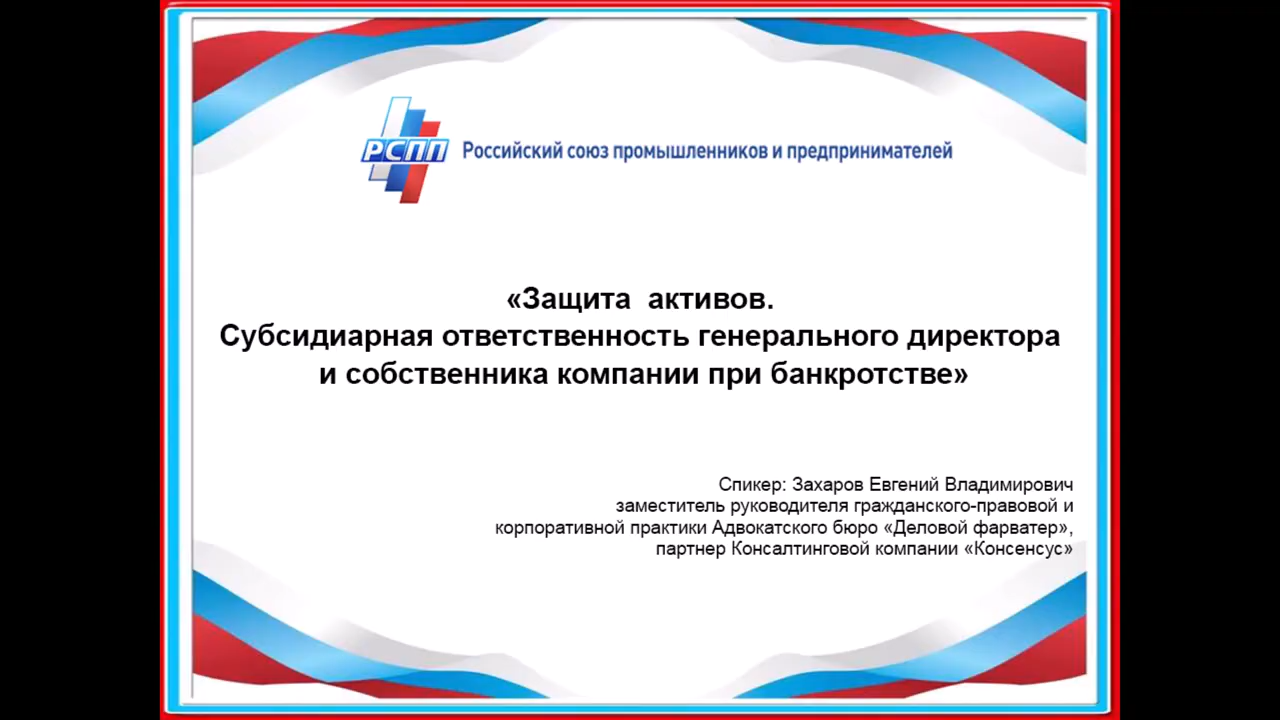 РСПП Российский союз промышленников и предпринимателей
«Защита активов.
Субсидиарная ответственность генерального директора
и собственника компании при банкротстве»
Спикер: Захаров Евгений Владимирович
заместитель руководителя гражданского-правовой и
корпоративной практики Адвокатского бюро «Деловой фарватер»,
партнер Консалтинговой компании «Консенсус»